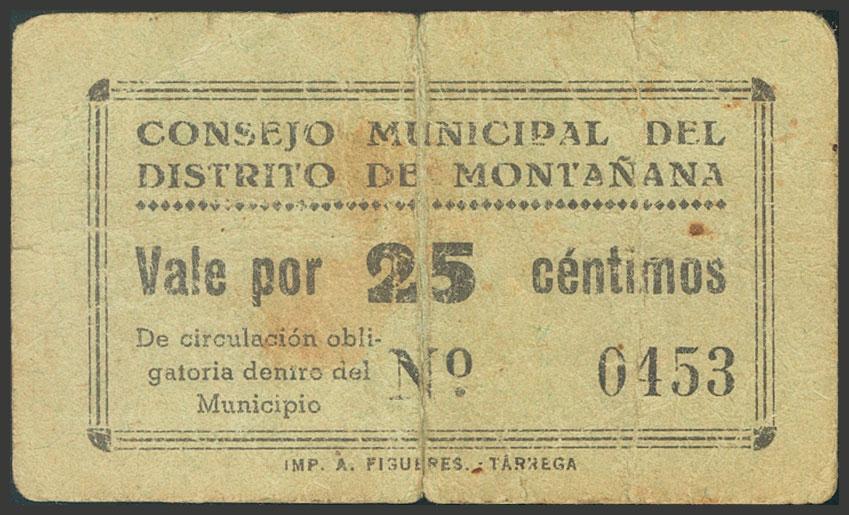 CONSEJO MUNICIPAL DEL
DISTRITO DE MONTAÑANA
Vale por 25 céntimos
De circulación obli-
gatoria dentro del
Municipio
Nº 0453
IMP. A. FIGUERES.-TÁRREGA